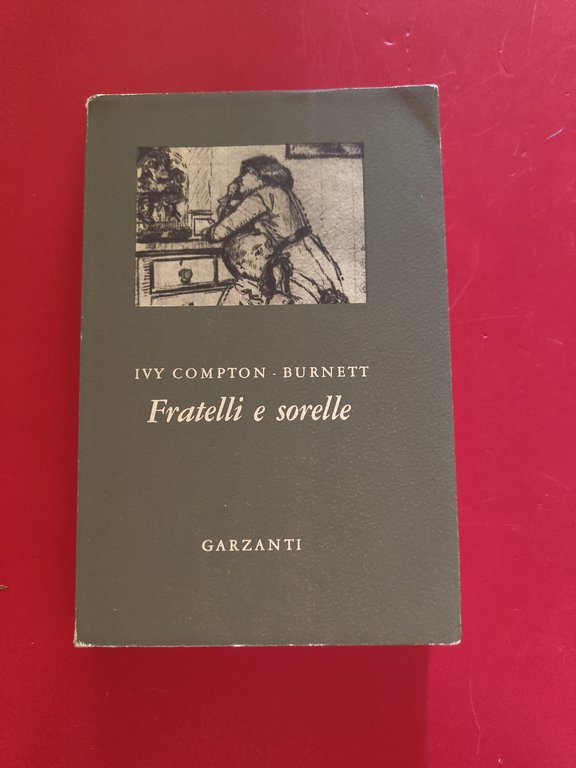 IVY COMPTON - BURNETT
Fratelli e sorelle
GARZANTI